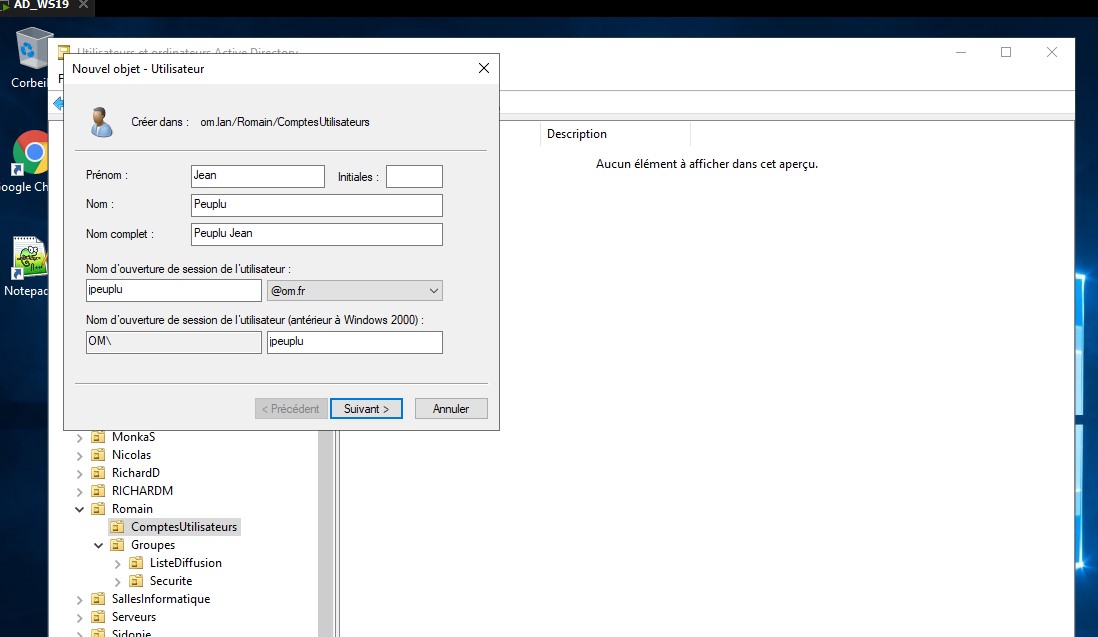 AD_WS19
Utilisateurs et ordinateurs Active Directory
Nouvel objet - Utilisateur
Corbeil
F
Créer dans : om.lan/Romain/ComptesUtilisateurs
Description
Aucun élément à afficher dans cet aperçu.
Prénom : Jean Initiales :
oogle Ch
Nom : Peuplu
Nom complet : Peuplu Jean
Nom d'ouverture de session de l'utilisateur :
jpeuplu @om.fr
Notepad
Nom d'ouverture de session de l'utilisateur (antérieur à Windows 2000) :
OM\ jpeuplu
< Précédent Suivant > Annuler
MonkaS
Nicolas
RichardD
RICHARDM
Romain
ComptesUtilisateurs
Groupes
ListeDiffusion
Securite
SallesInformatique
Serveurs
Sidonie